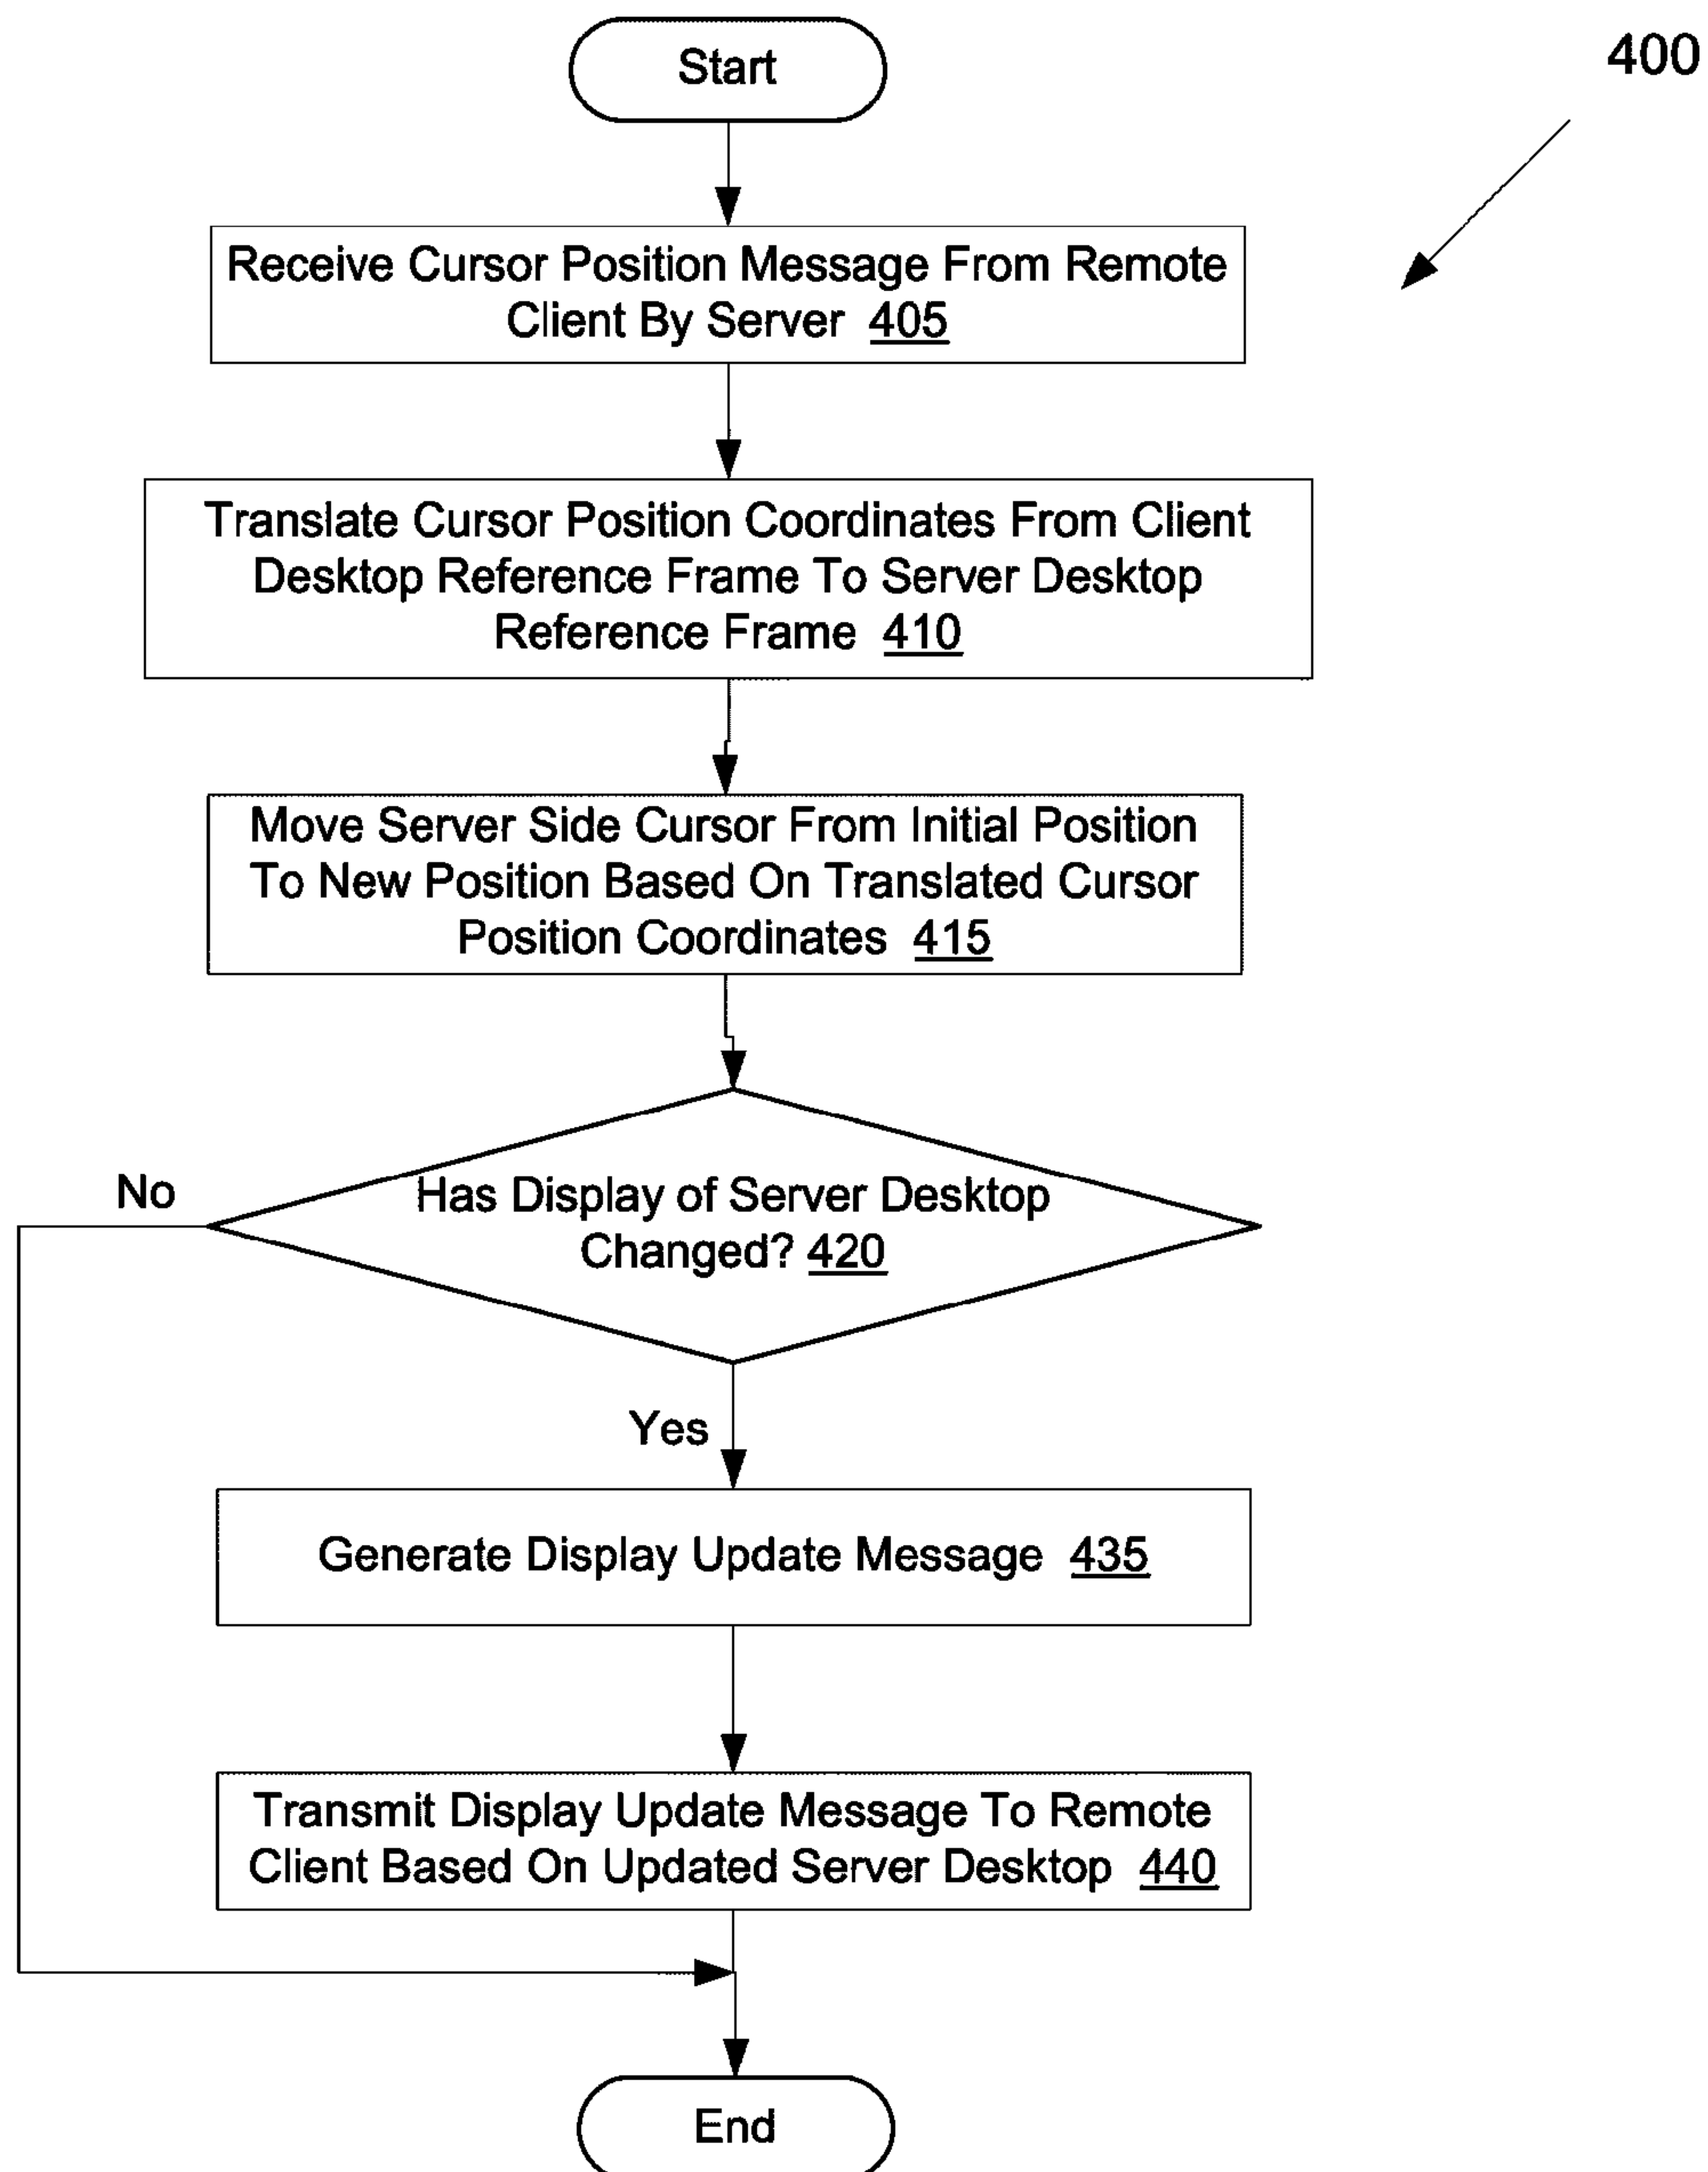 Start
400
Receive Cursor Position Message From Remote
Client By Server 405
Translate Cursor Position Coordinates From Client
Desktop Reference Frame To Server Desktop
Reference Frame 410
Move Server Side Cursor From Initial Position
To New Position Based On Translated Cursor
Position Coordinates 415
No
Has Display of Server Desktop
Changed? 420
Yes
Generate Display Update Message 435
Transmit Display Update Message To Remote
Client Based On Updated Server Desktop 440
End